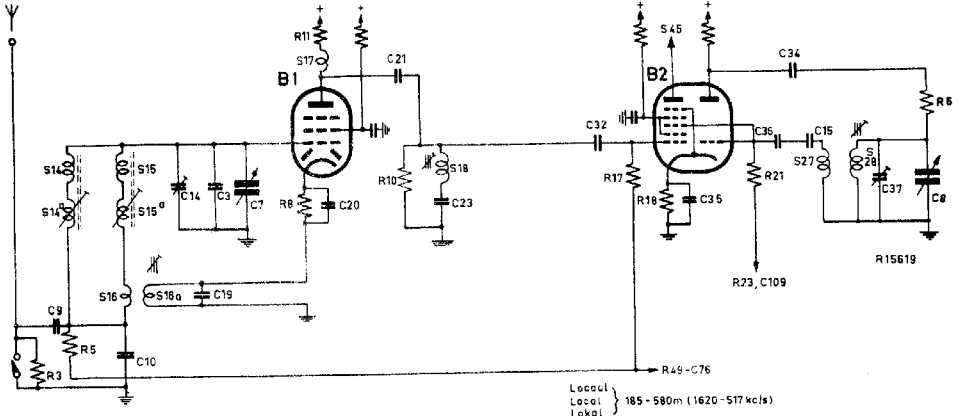 +
+
+
+
R11
S17
B1
C21
S45
B2
C34
R6
C32
C36
C15
S27
S
28
C37
C8
S14
S15
S14a
S15a
C14
C3
C7
R8
C20
R10
S18
C23
R17
R18
C35
R21
R15619
S16
S16a
C19
R23, C109
C9
R5
C10
R3
R49-C76
Locaal
Local
Lokal
185-580m (1620-517 kc/s)